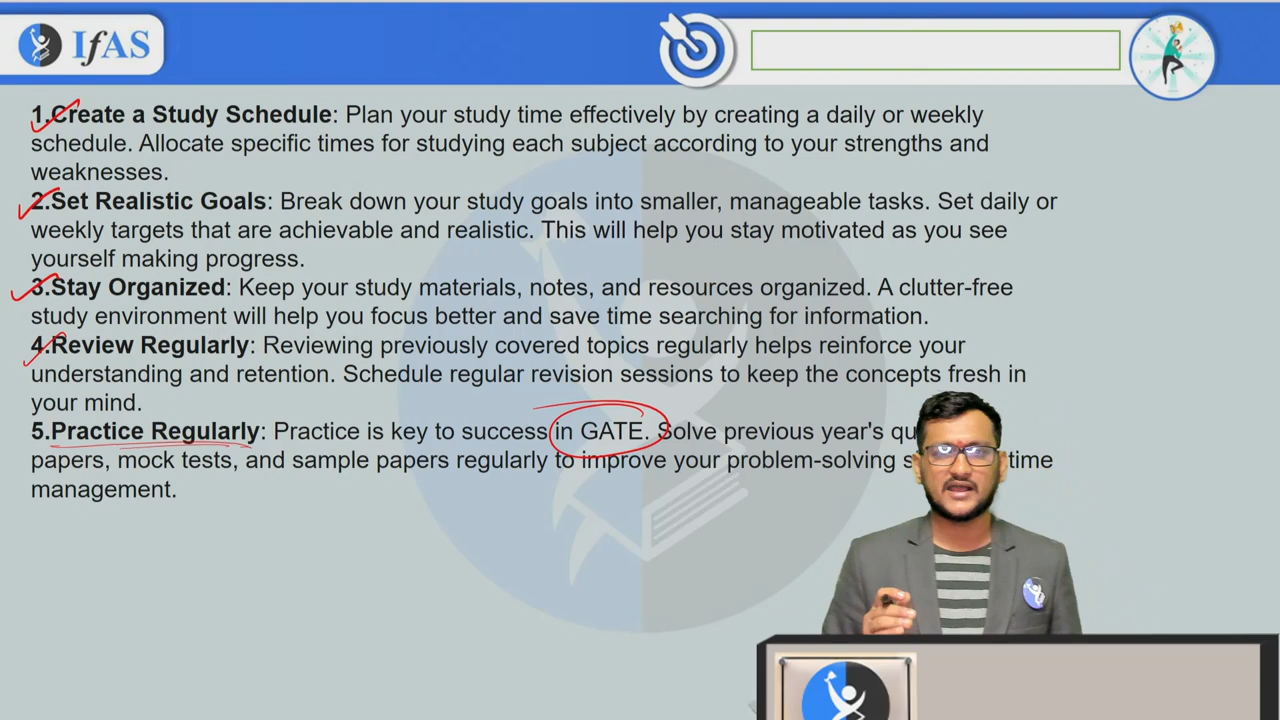 IfAS
1.Create a Study Schedule: Plan your study time effectively by creating a daily or weekly
schedule. Allocate specific times for studying each subject according to your strengths and
weaknesses.
2.Set Realistic Goals: Break down your study goals into smaller, manageable tasks. Set daily or
weekly targets that are achievable and realistic. This will help you stay motivated as you see
yourself making progress.
3.Stay Organized: Keep your study materials, notes, and resources organized. A clutter-free
study environment will help you focus better and save time searching for information.
4.Review Regularly: Reviewing previously covered topics regularly helps reinforce your
understanding and retention. Schedule regular revision sessions to keep the concepts fresh in
your mind.
5.Practice Regularly: Practice is key to success in GATE. Solve previous year's
papers, mock tests, and sample papers regularly to improve your problem-solving time
management.